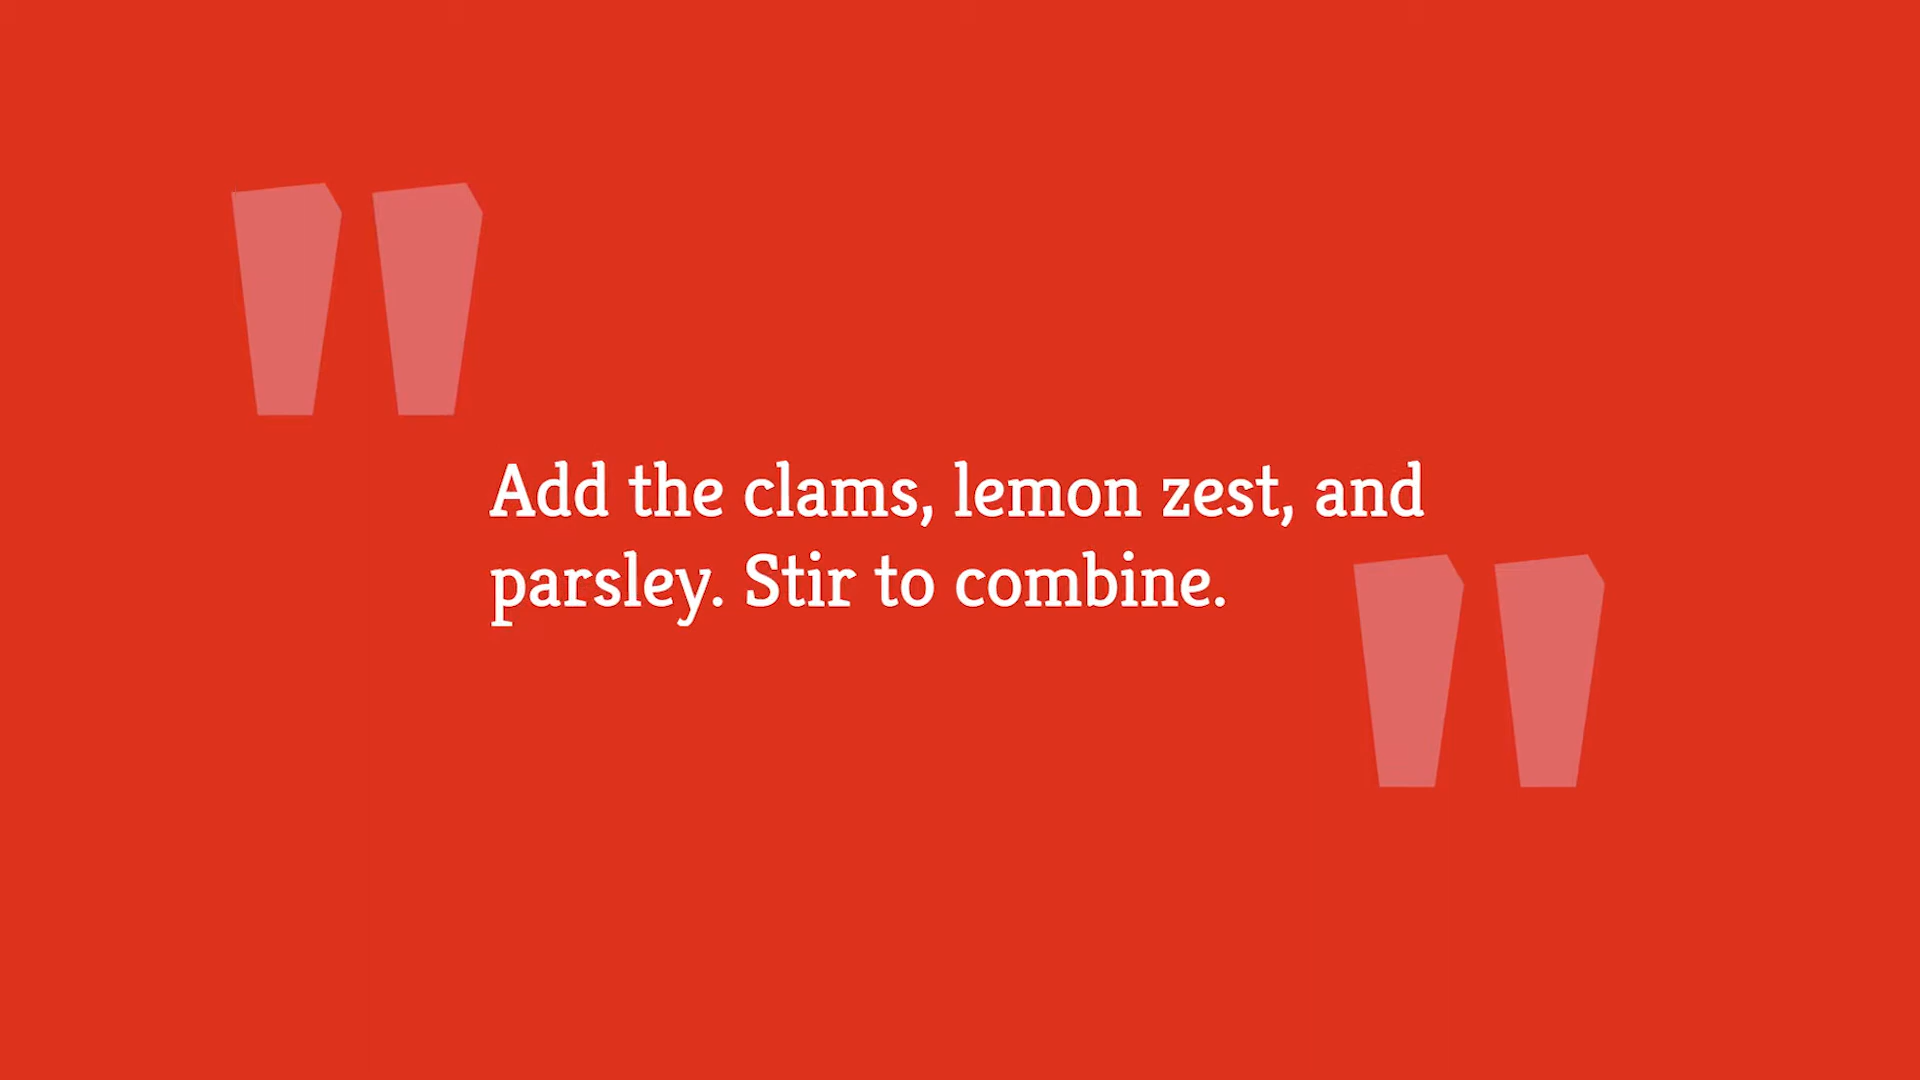 "
Add the clams, lemon zest, and
parsley. Stir to combine.
"